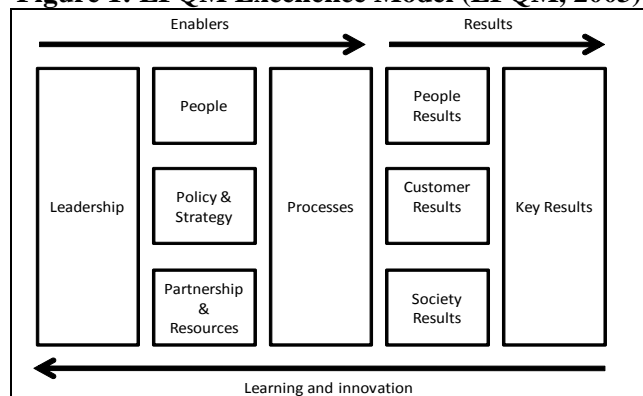 Figure 1: EFQM Excellence Model (EFQM,
Enablers
Results
People
People
Results
Leadership
Policy &
Strategy
Processes
Customer
Results
Key Results
Partnership
&
Resources
Society
Results
Learning and innovation